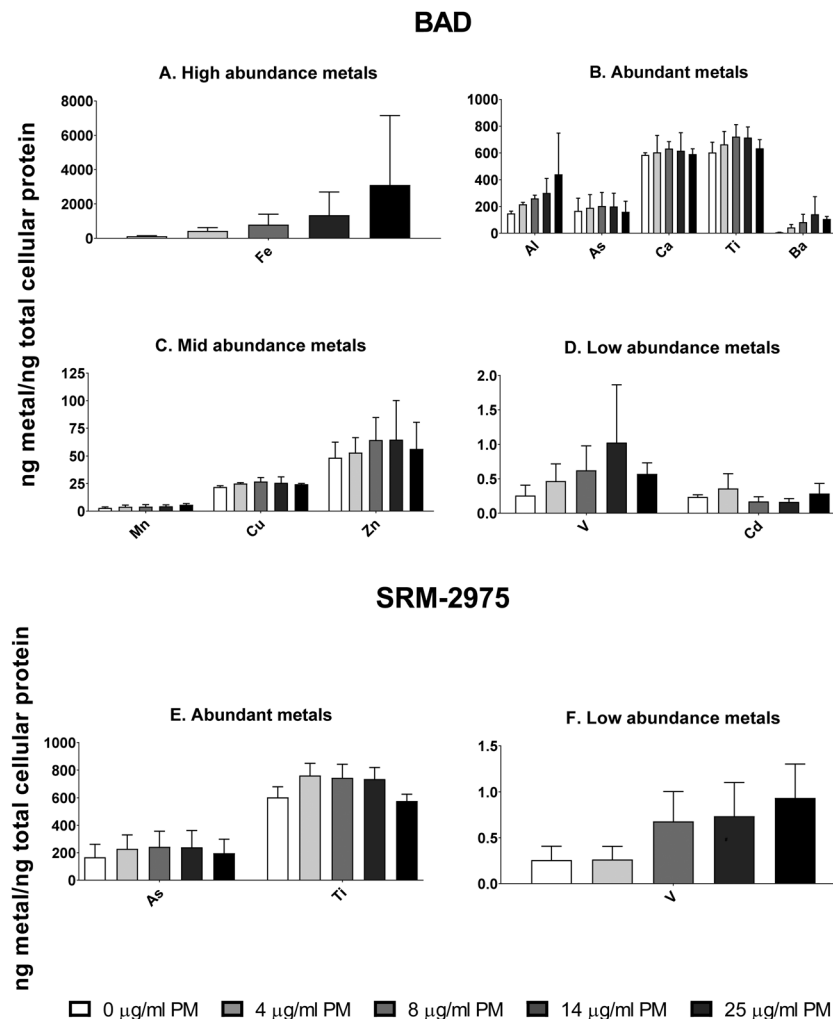 BAD
A. High abundance metals
8000
6000
4000
2000
0
Fe
B. Abundant metals
1000
800
600
400
200
0
Al As Ca Ti Ba
ng metal/ng total cellular protein
C. Mid abundance metals
125
100
75
50
25
0
Mn Cu Zn
D. Low abundance metals
2.0
1.5
1.0
0.5
0.0
V Cd
SRM-2975
ng metal/ng total cellular protein
E. Abundant metals
1000
800
600
400
200
0
As Ti
F. Low abundance metals
1.5
1.0
0.5
0.0
V
0 μg/ml PM 4 μg/ml PM 8 μg/ml PM 14 μg/ml PM 25 μg/ml PM